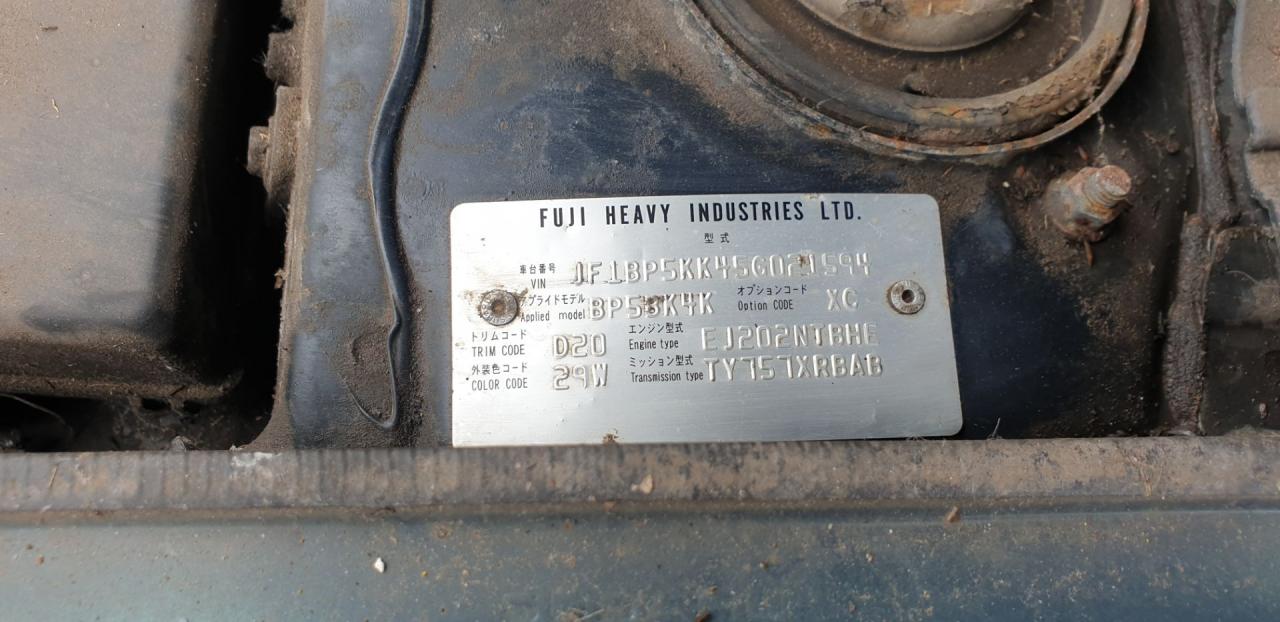 FUJI HEAVY INDUSTRIES LTD.
型式
車台番号 VIN JF1BP5KK45G021594
アプライドモデル Applied model BP5BK4K オプションコード Option CODE XC
トリムコード TRIM CODE D20 エンジン型式 Engine type EJ202NTBHE
外装色コード COLOR CODE 29W ミッション型式 Transmission type TY757XRBAB